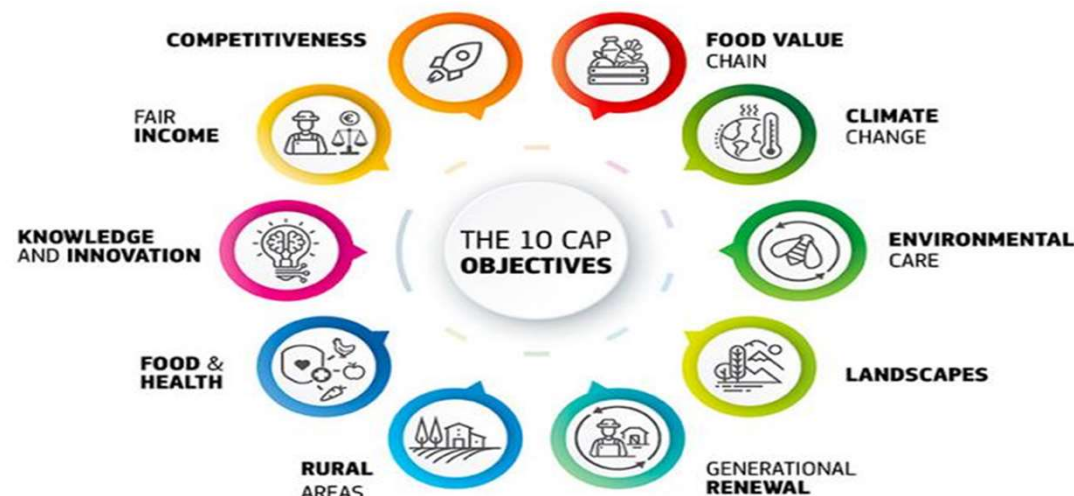 COMPETITIVENESS
FOOD VALUE
CHAIN
FAIR
INCOME
CLIMATE
CHANGE
KNOWLEDGE
AND INNOVATION
THE 10 CAP
OBJECTIVES
ENVIRONMENTAL
CARE
FOOD &
HEALTH
LANDSCAPES
RURAL
AREAS
GENERATIONAL
RENEWAL
€